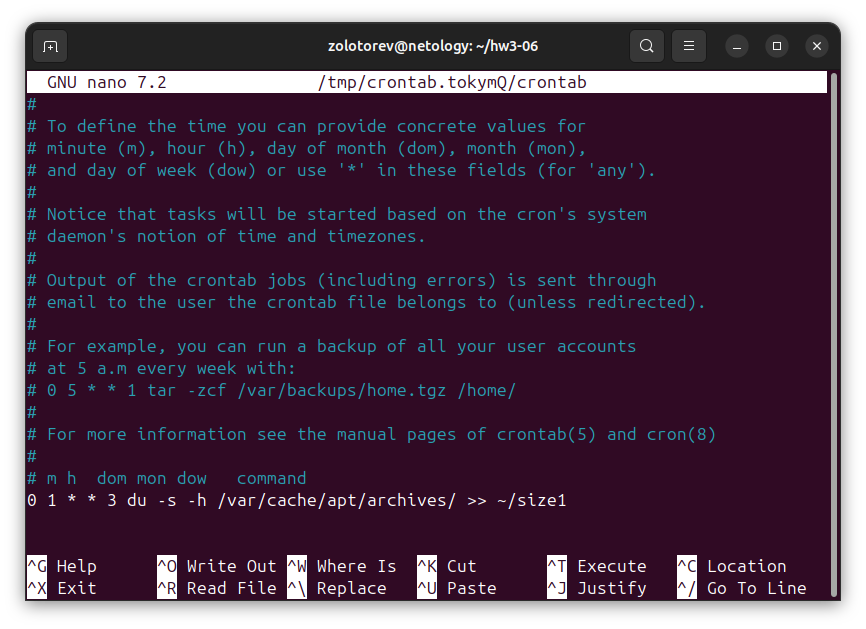 zolotorev@netology: ~/hw3-06
GNU nano 7.2 /tmp/crontab.tokymQ/crontab
#
# To define the time you can provide concrete values for
# minute (m), hour (h), day of month (dom), month (mon),
# and day of week (dow) or use '*' in these fields (for 'any').
#
# Notice that tasks will be started based on the cron's system
# daemon's notion of time and timezones.
#
# Output of the crontab jobs (including errors) is sent through
# email to the user the crontab file belongs to (unless redirected).
#
# For example, you can run a backup of all your user accounts
# at 5 a.m every week with:
# 0 5 * * 1 tar -zcf /var/backups/home.tgz /home/
#
# For more information see the manual pages of crontab(5) and cron(8)
#
# m h  dom mon dow   command
0 1 * * 3 du -s -h /var/cache/apt/archives/ >> ~/size1
^G Help ^O Write Out ^W Where Is ^K Cut ^T Execute ^C Location
^X Exit ^R Read File ^\ Replace ^U Paste ^J Justify ^/ Go To Line